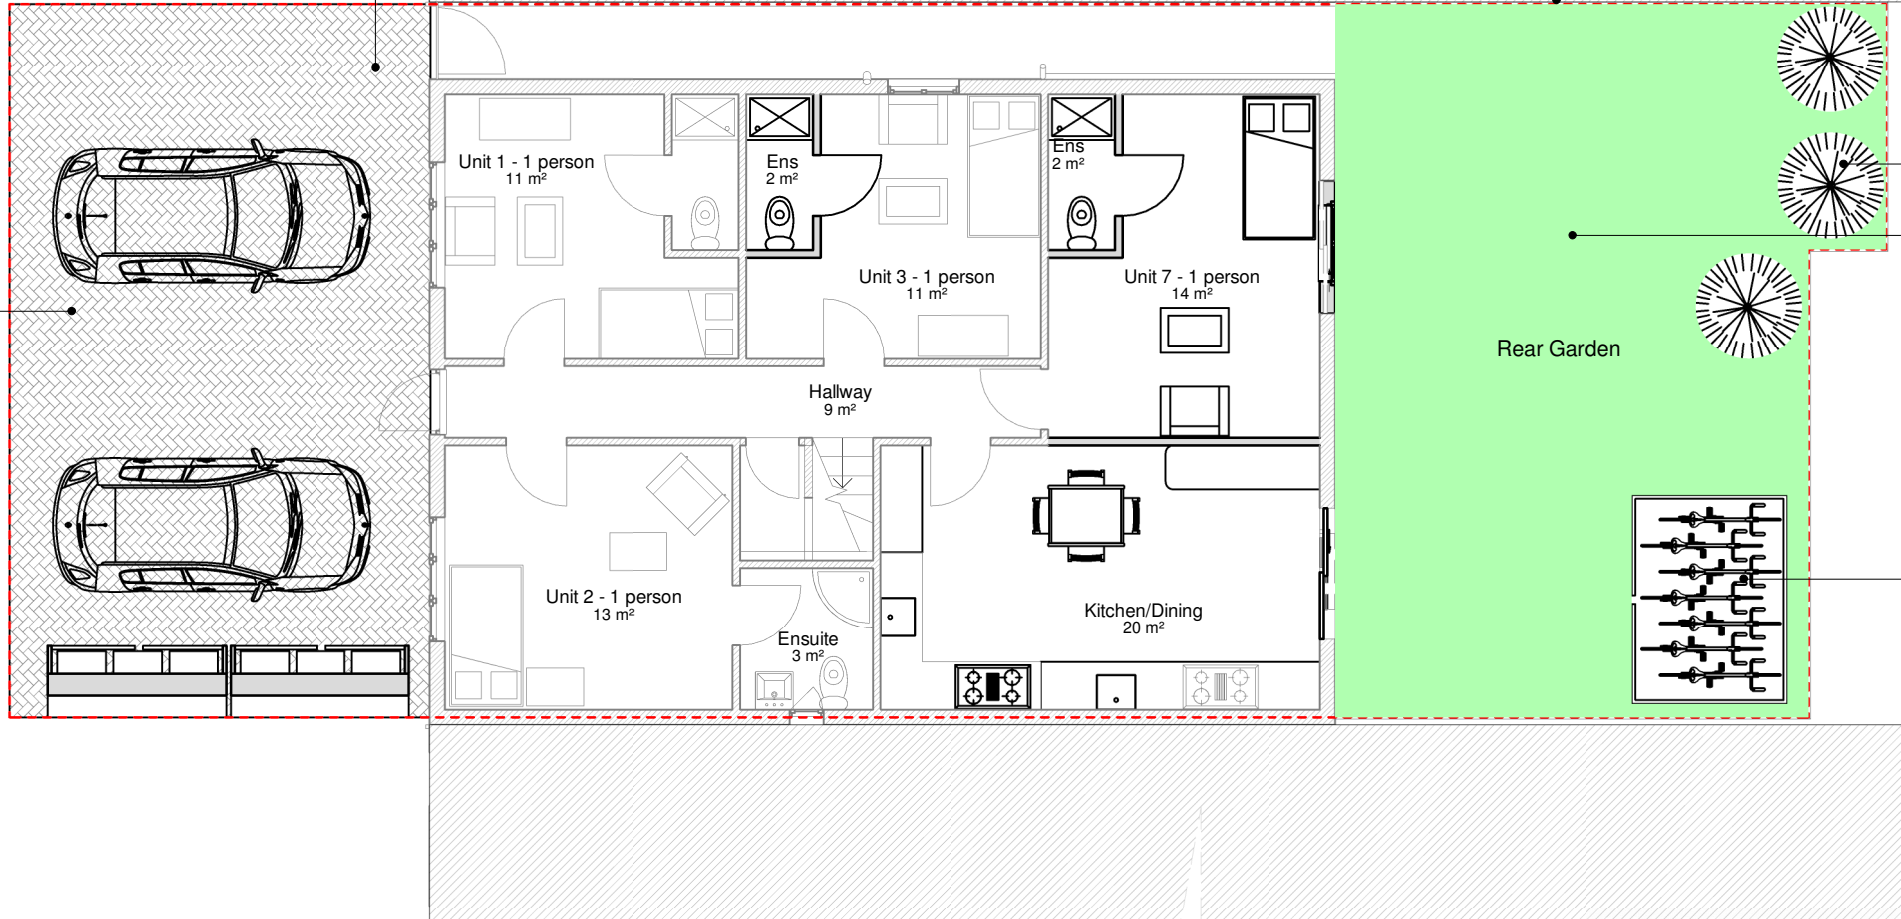 Unit 1 - 1 person
11 m²
Ens
2 m²
Unit 3 - 1 person
11 m²
Ens
2 m²
Unit 7 - 1 person
14 m²
Rear Garden
Hallway
9 m²
Unit 2 - 1 person
13 m²
Ensuite
3 m²
Kitchen/Dining
20 m²